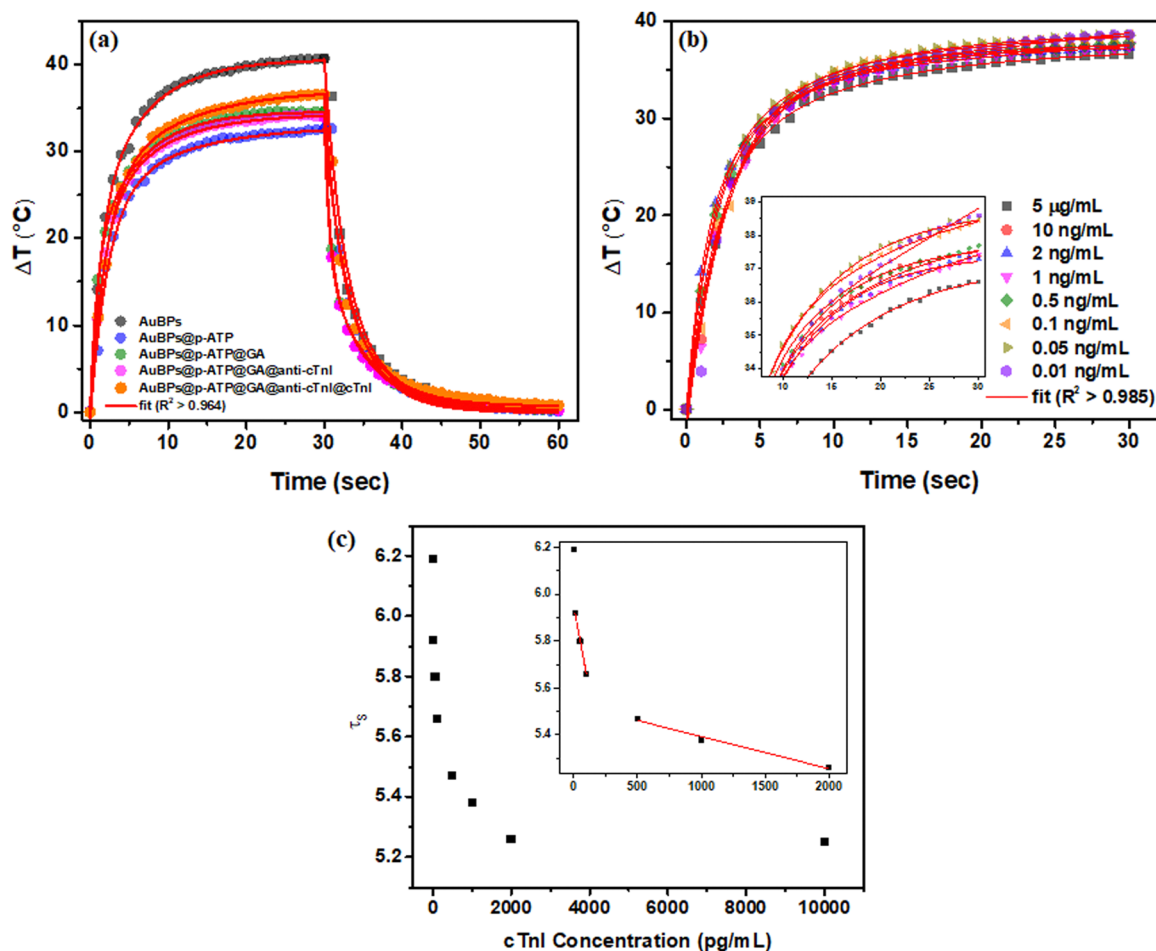 (a)
40
30
20
10
0
ΔT (°C)
AuBPs
AuBPs@p-ATP
AuBPs@p-ATP@GA
AuBPs@p-ATP@GA@anti-cTnI
AuBPs@p-ATP@GA@anti-cTnI@cTnI
fit (R² > 0.964)
0 10 20 30 40 50 60
Time (sec)
(b)
40
30
20
10
0
ΔT (°C)
39
38
37
36
35
34
10 15 20 25 30
5 μg/mL
10 ng/mL
2 ng/mL
1 ng/mL
0.5 ng/mL
0.1 ng/mL
0.05 ng/mL
0.01 ng/mL
fit (R² > 0.985)
0 5 10 15 20 25 30
Time (sec)
(c)
6.2
6.0
5.8
5.6
5.4
5.2
τs
6.2
6.0
5.8
5.6
5.4
0 500 1000 1500 2000
0 2000 4000 6000 8000 10000
cTnI Concentration (pg/mL)